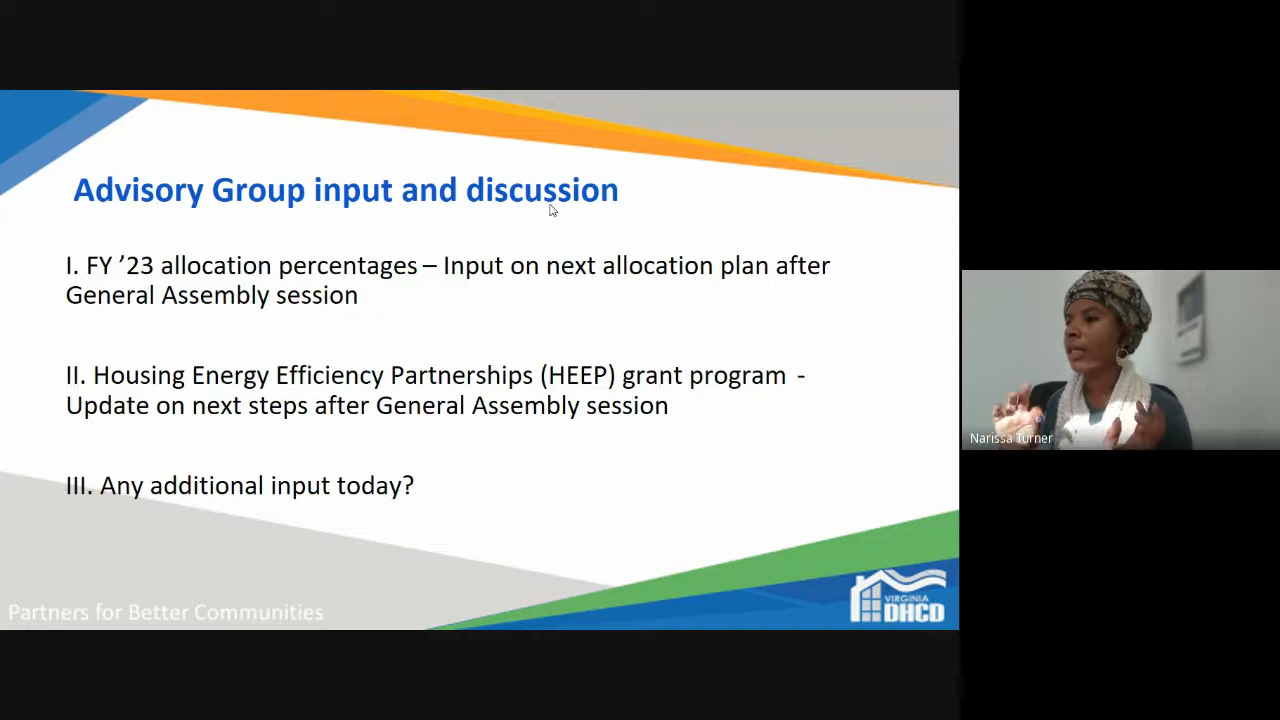 Advisory Group input and discussion
I. FY ’23 allocation percentages – Input on next allocation plan after
General Assembly session
II. Housing Energy Efficiency Partnerships (HEEP) grant program -
Update on next steps after General Assembly session
III. Any additional input today?
Partners for Better Communities
VIRGINIA
DHCD
Narissa Turner